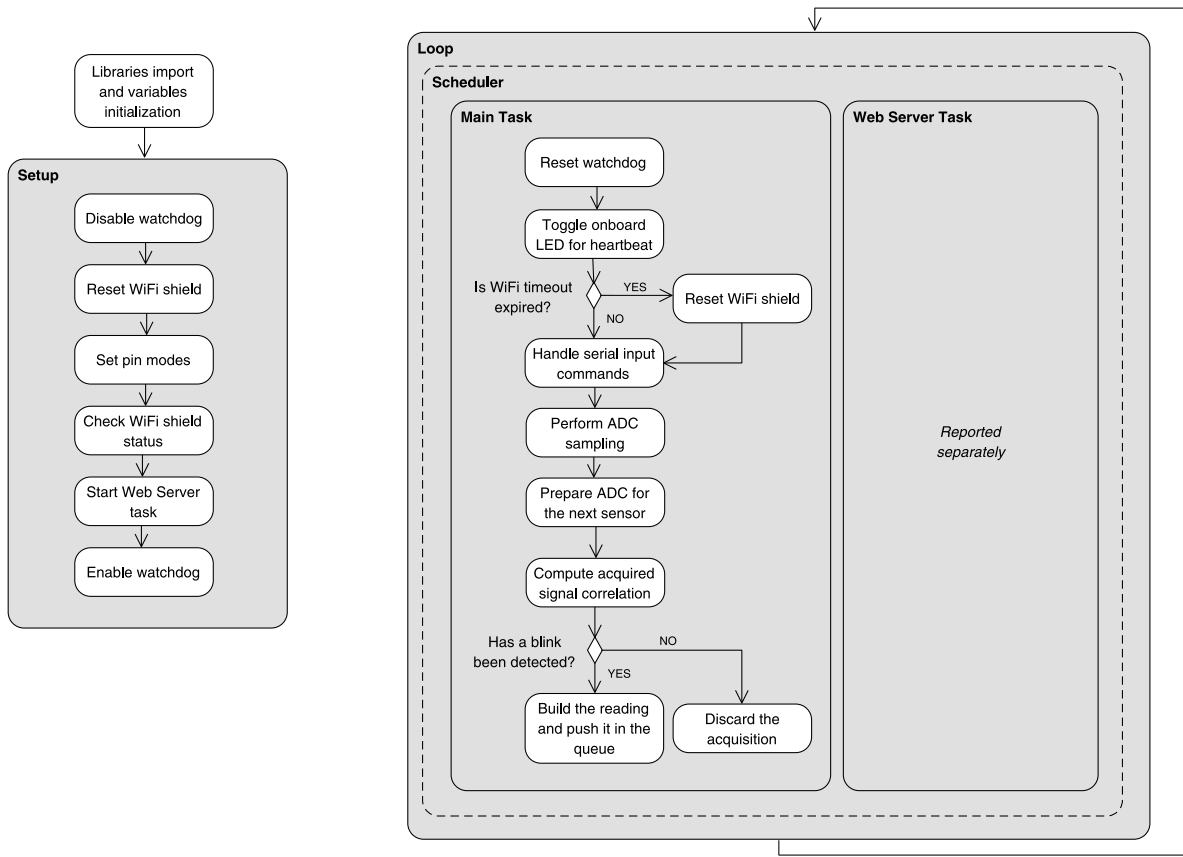 Libraries import
and variables
initialization
Setup
Disable watchdog
Reset WiFi shield
Set pin modes
Check WiFi shield
status
Start Web Server
task
Enable watchdog
Loop
Scheduler
Main Task
Reset watchdog
Toggle onboard
LED for heartbeat
Is WiFi timeout
expired?
YES
Reset WiFi shield
NO
Handle serial input
commands
Perform ADC
sampling
Prepare ADC for
the next sensor
Compute acquired
signal correlation
Has a blink
been detected?
NO
YES
Build the reading
and push it in the
queue
Discard the
acquisition
Web Server Task
Reported
separately